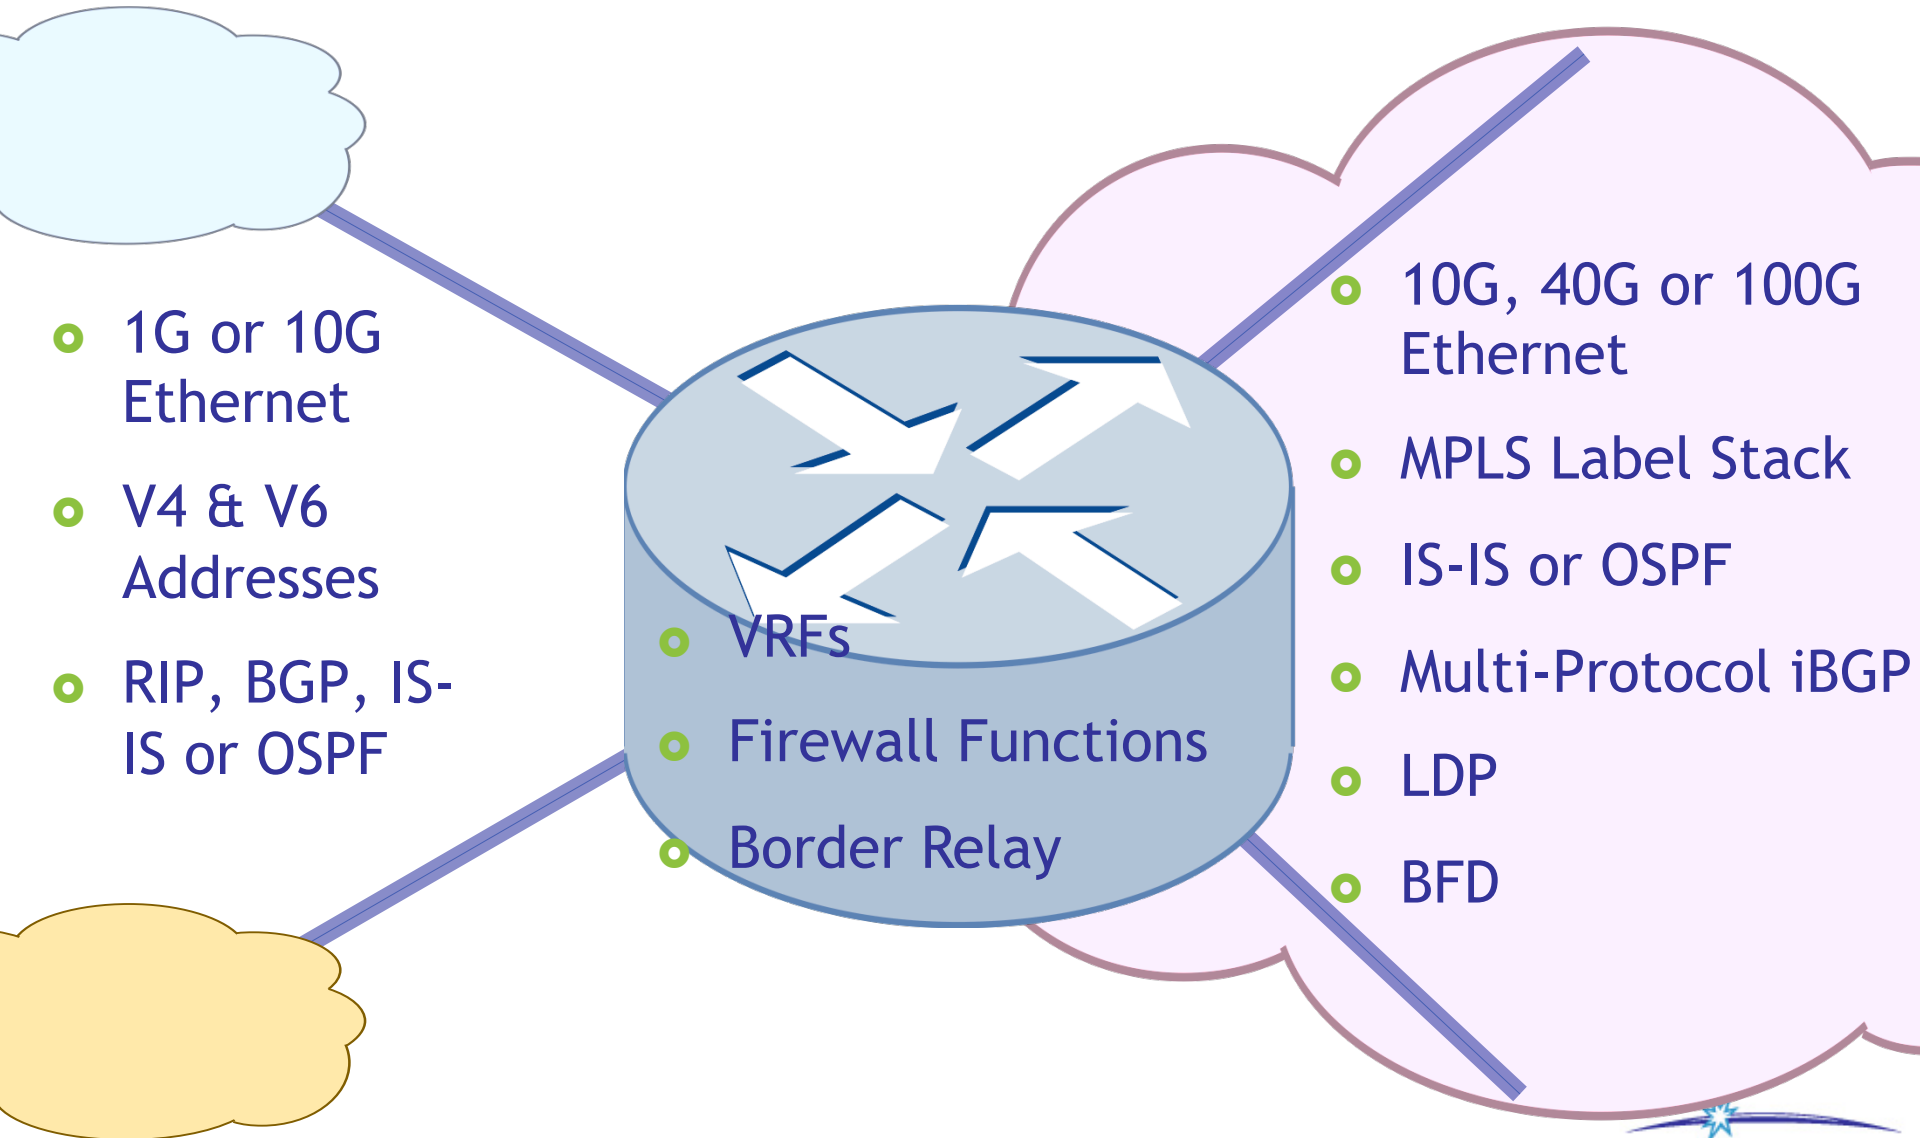 1G or 10G
Ethernet
V4 & V6
Addresses
RIP, BGP, IS-
IS or OSPF
VRFs
Firewall Functions
Border Relay
10G, 40G or 100G
Ethernet
MPLS Label Stack
IS-IS or OSPF
Multi-Protocol iBGP
LDP
BFD